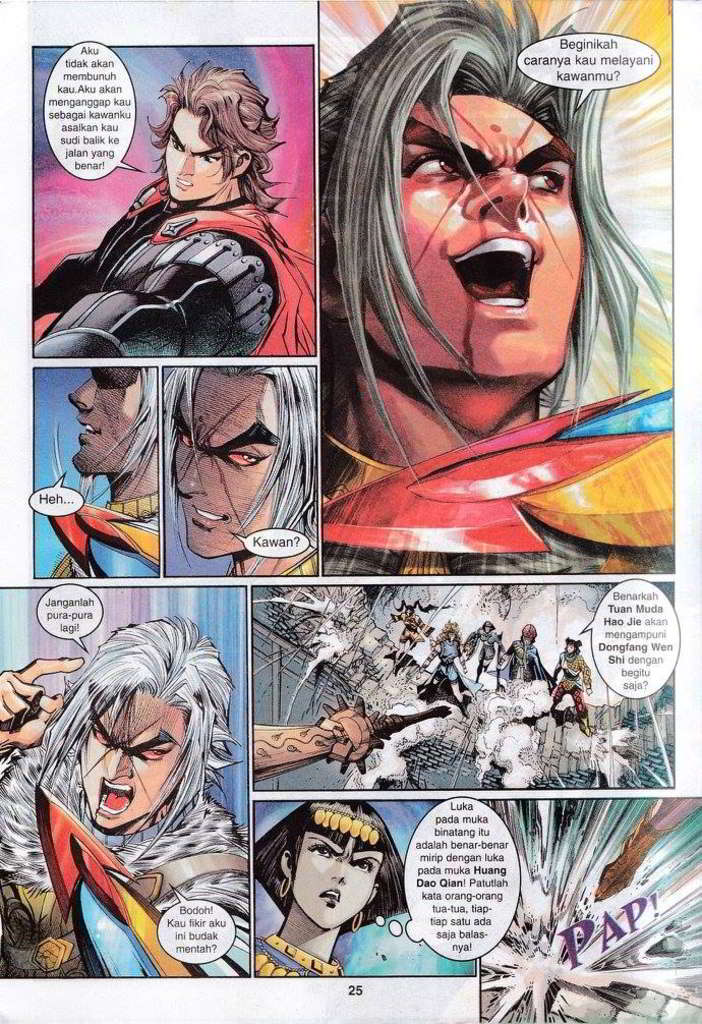 Aku
tidak akan
membunuh
kau.Aku akan
menganggap kau
sebagai kawanku
asalkan kau
sudi balik ke
jalan yang
benar!
Beginikah
caranya kau melayani
kawanmu?
Heh...
Kawan?
Janganlah
pura-pura
lagi!
Bodoh!
Kau fikir aku
ini budak
mentah?
Benarkah
Tuan Muda
Hao Jie akan
mengampuni
Dongfang Wen
Shi dengan
begitu
saja?
Luka
pada muka
binatang itu
adalah benar-benar
mirip dengan luka
pada muka Huang
Dao Qian! Patutlah
kata orang-orang
tua-tua, tiap-
tiap satu ada
saja balas-
nya!
PAP!
25